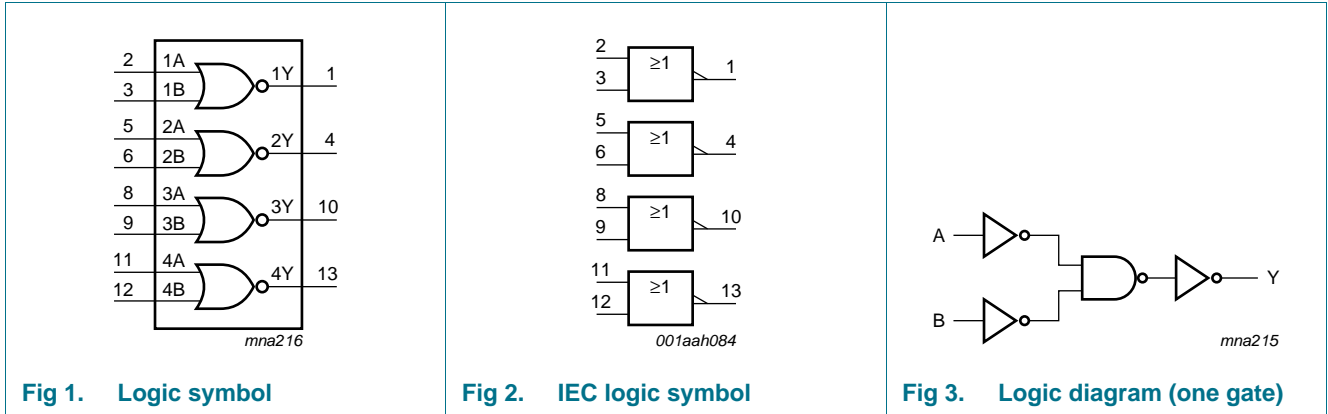 2 1A 1Y 1
3 1B
5 2A 2Y 4
6 2B
8 3A 3Y 10
9 3B
11 4A 4Y 13
12 4B
mna216
Fig 1. Logic symbol
2 ≥1 1
3
5 ≥1 4
6
8 ≥1 10
9
11 ≥1 13
12
001aah084
Fig 2. IEC logic symbol
A
Y
B
mna215
Fig 3. Logic diagram (one gate)